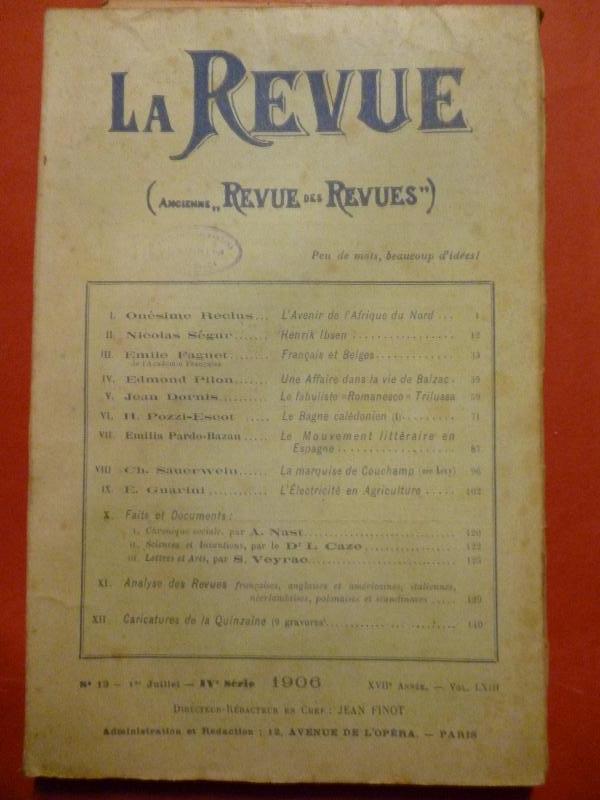 LA REVUE
(ANCIENNE „REVUE DES REVUES")
Peu de mots, beaucoup d'idées!
I. Onésime Reclus... L'Avenir de l'Afrique du Nord ... 1
II. Nicolas Ségur...... Henrik Ibsen ................ 12
III. Emile Faguet........ Français et Belges............
de l'Académie Française
IV. Edmond Pilon....... Une Affaire dans la vie de Balzac.
V. Jean Dornis......... Le fabuliste «Romanesco» Trilussa
VI. H. Pozzi-Escot ..... Le Bagne calédonien (I)......... 71
VII. Emilia Pardo-Bazan ..... Le Mouvement littéraire en
Espagne .................. 87
VIII Ch. Sauerwein...... La marquise de Couchamp 96
IX. E. Guarini ........... L'Électricité en Agriculture ..... 102
X. Faits et Documents :
I. Chronique sociale, par A. Nast................ 120
II. Sciences et Inventions, par le Dr L. Caze................ 122
III. Lettres et Arts, par S. Veyrac................ 125
XI. Analyse des Revues françaises, anglaises et américaines, italiennes,
néerlandaises, polonaises et scandinaves ..... 129
XII Caricatures de la Quinzaine (9 gravures)................ 140
No 13 — 1er Juillet — IVe Série 1906 XVIIe ANNÉE. — VOL. LXIII
DIRECTEUR-RÉDACTEUR EN CHEF : JEAN FINOT
Administration et Rédaction : 12, AVENUE DE L'OPÉRA. — PARIS